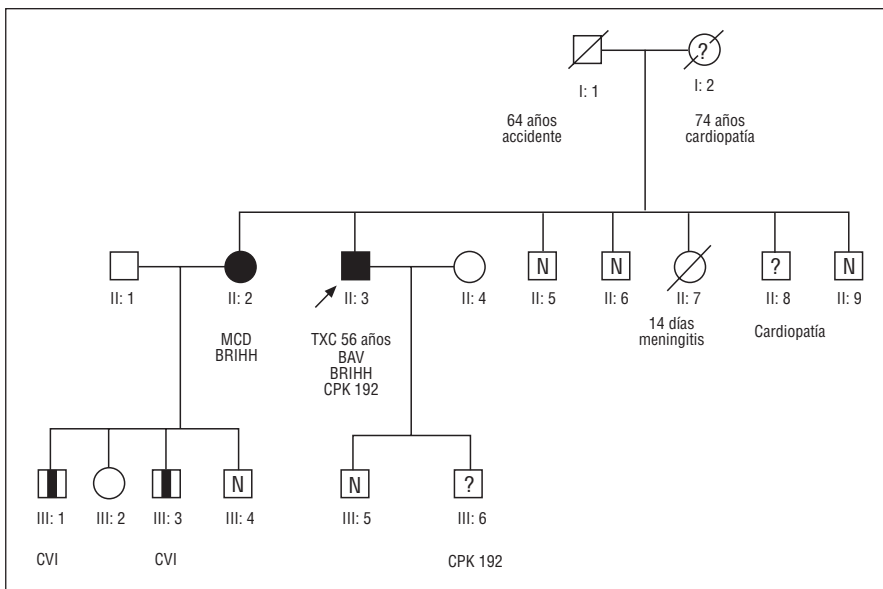 ?
I: 1
I: 2
64 años
accidente
74 años
cardiopatía
N
N
?
N
II: 1
II: 2
II: 3
II: 4
II: 5
II: 6
II: 7
II: 8
II: 9
MCD
BRIHH
TXC 56 años
BAV
BRIHH
CPK 192
14 días
meningitis
Cardiopatía
N
N
?
III: 1
III: 2
III: 3
III: 4
III: 5
III: 6
CVI
CVI
CPK 192